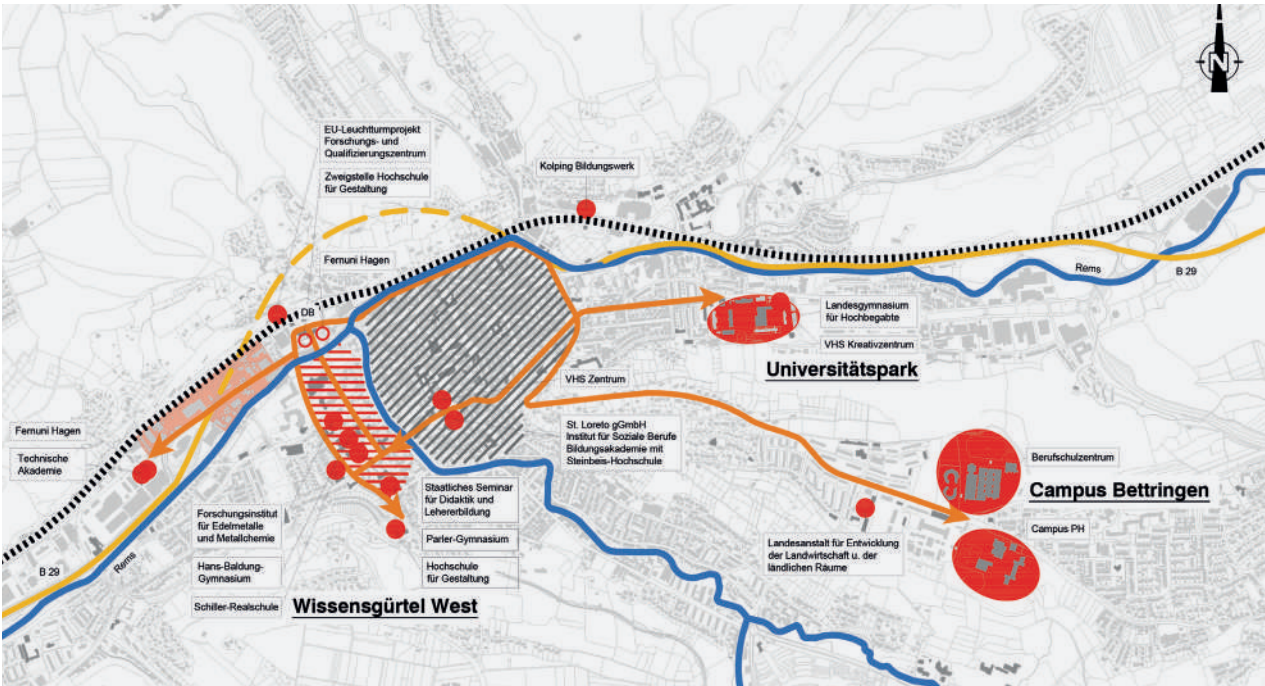 N
EU-Leuchtturmprojekt
Forschungs- und
Qualifizierungszentrum
Zweigstelle Hochschule
für Gestaltung
Kolping Bildungswerk
Fernuni Hagen
DB
Rems
B 29
Landesgymnasium
für Hochbegabte
VHS Kreativzentrum
Universitätspark
VHS Zentrum
St. Loreto gGmbH
Institut für Soziale Berufe
Bildungsakademie mit
Steinbeis-Hochschule
Fernuni Hagen
Technische
Akademie
Berufschulzentrum
Campus Bettringen
Campus PH
Landesanstalt für Entwicklung
der Landwirtschaft u. der
ländlichen Räume
Staatliches Seminar
für Didaktik und
Lehererbildung
Parler-Gymnasium
Hochschule
für Gestaltung
Forschungsinstitut
für Edelmetalle
und Metallchemie
Hans-Baldung-
Gymnasium
Schiller-Realschule
B 29
Rems
Wissensgürtel West